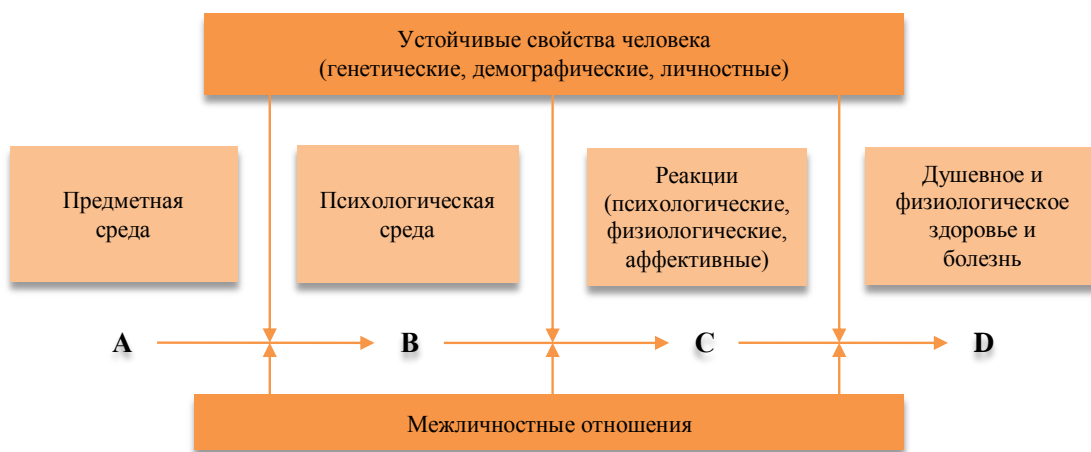 Устойчивые свойства человека
(генетические, демографические, личностные)
Предметная
среда
Психологическая
среда
Реакции
(психологические,
физиологические,
аффективные)
Душевное и
физиологическое
здоровье и
болезнь
A
B
C
D
Межличностные отношения